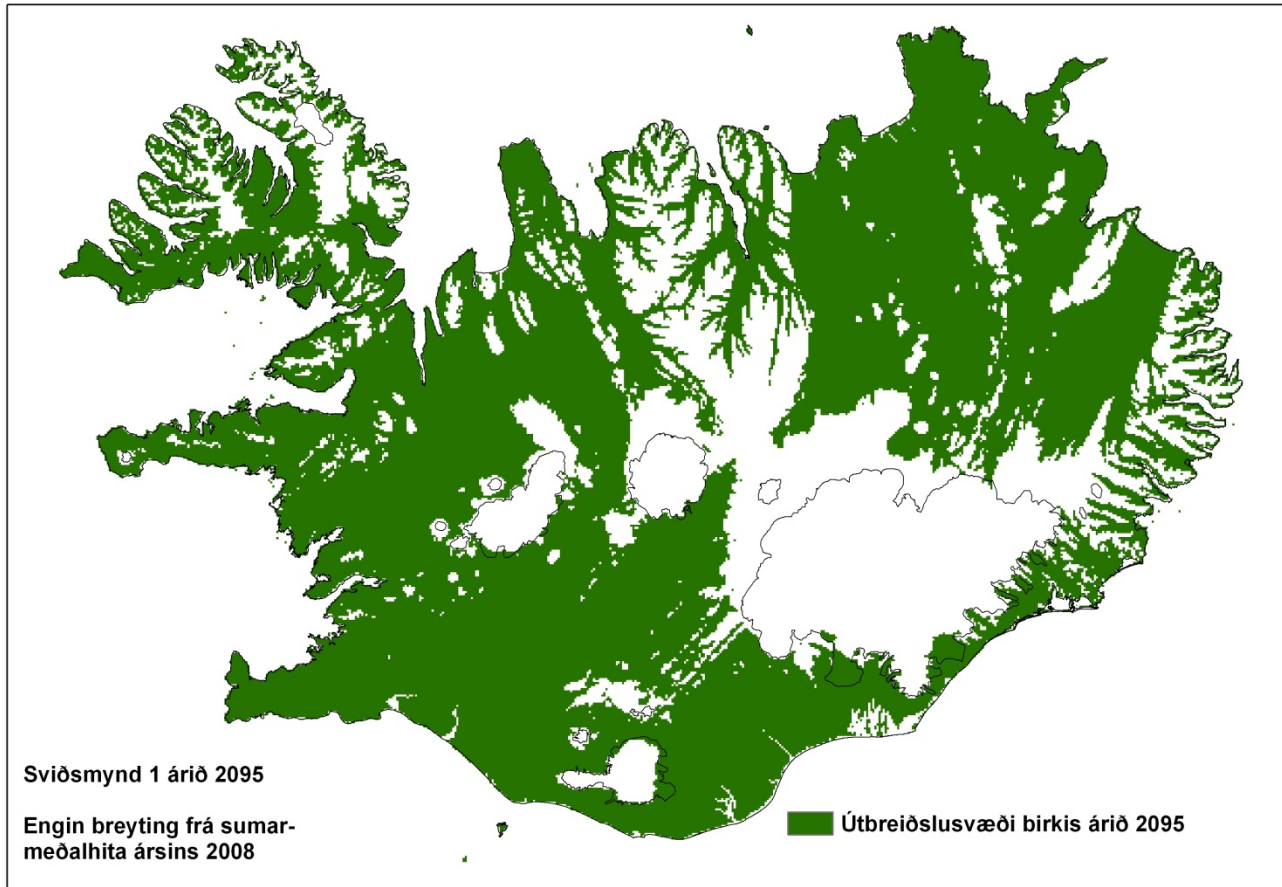 Sviðsmynd 1 árið 2095
Engin breyting frá sumar-
meðalhita ársins 2008
Útbreiðslusvæði birkis árið 2095